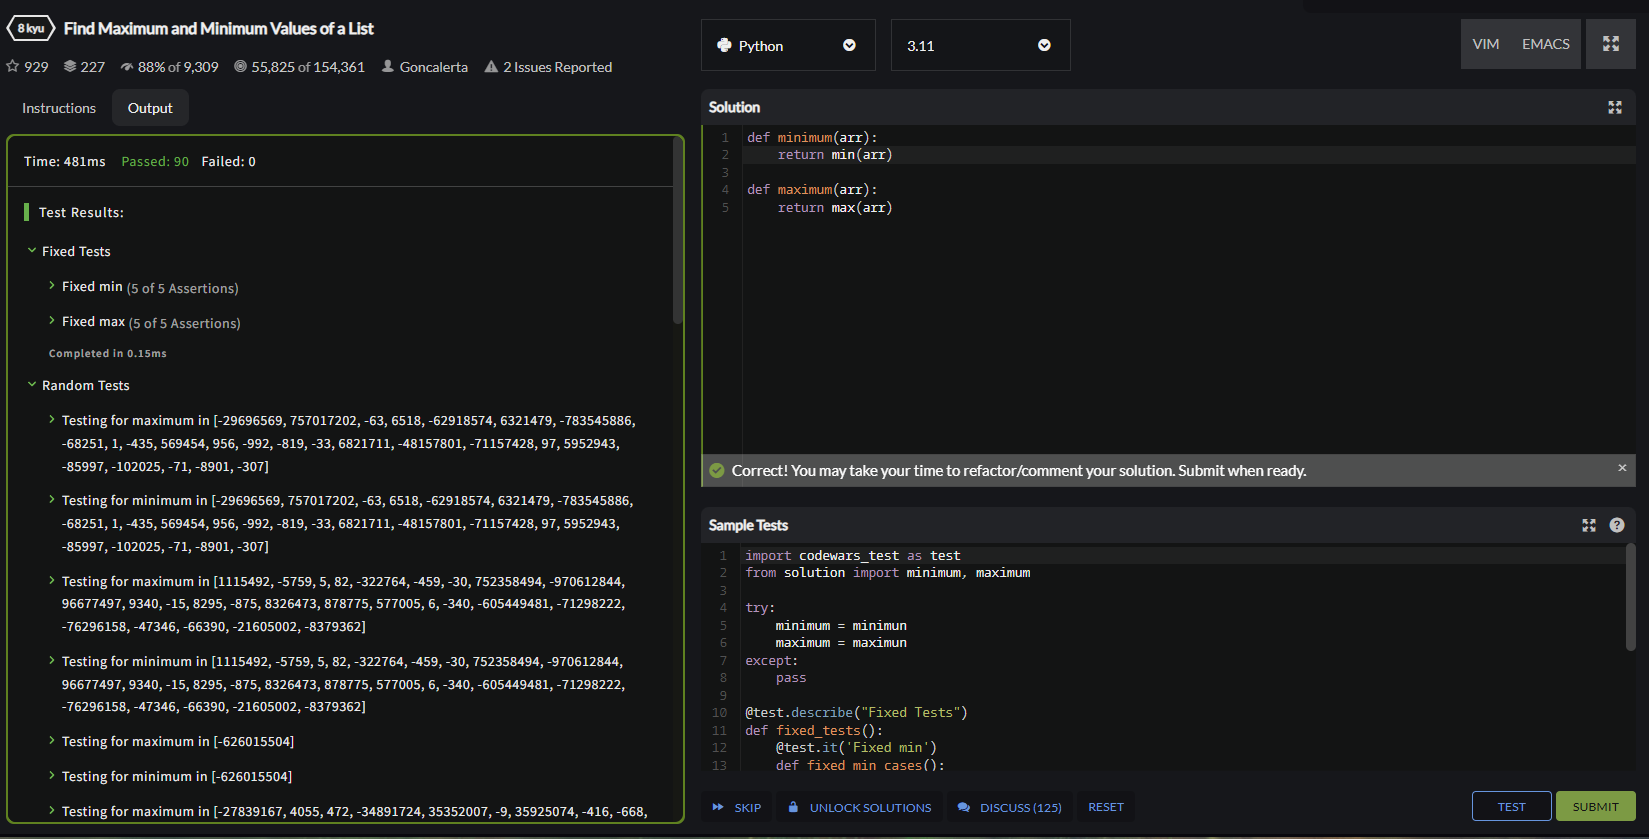 8 kyu Find Maximum and Minimum Values of a List
929 227 88% of 9,309 55,825 of 154,361 Goncalerta 2 Issues Reported
Instructions Output
Time: 481ms Passed: 90 Failed: 0
Test Results:
Fixed Tests
Fixed min (5 of 5 Assertions)
Fixed max (5 of 5 Assertions)
Completed in 0.15ms
Random Tests
Testing for maximum in [-29696569, 757017202, -63, 6518, -62918574, 6321479, -783545886,
-68251, 1, -435, 569454, 956, -992, -819, -33, 6821711, -48157801, -71157428, 97, 5952943,
-85997, -102025, -71, -8901, -307]
Testing for minimum in [-29696569, 757017202, -63, 6518, -62918574, 6321479, -783545886,
-68251, 1, -435, 569454, 956, -992, -819, -33, 6821711, -48157801, -71157428, 97, 5952943,
-85997, -102025, -71, -8901, -307]
Testing for maximum in [1115492, -5759, 5, 82, -322764, -459, -30, 752358494, -970612844,
96677497, 9340, -15, 8295, -875, 8326473, 878775, 577005, 6, -340, -605449481, -71298222,
-76296158, -47346, -66390, -21605002, -8379362]
Testing for minimum in [1115492, -5759, 5, 82, -322764, -459, -30, 752358494, -970612844,
96677497, 9340, -15, 8295, -875, 8326473, 878775, 577005, 6, -340, -605449481, -71298222,
-76296158, -47346, -66390, -21605002, -8379362]
Testing for maximum in [-626015504]
Testing for minimum in [-626015504]
Testing for maximum in [-27839167, 4055, 472, -34891724, 35352007, -9, 35925074, -416, -668,
Python 3.11 VIM EMACS
Solution
1 def minimum(arr):
2     return min(arr)
3
4 def maximum(arr):
5     return max(arr)
Correct! You may take your time to refactor/comment your solution. Submit when ready. ×
Sample Tests ?
1 import codewars_test as test
2 from solution import minimum, maximum
3
4 try:
5     minimum = minimun
6     maximum = maximun
7 except:
8     pass
9
10 @test.describe("Fixed Tests")
11 def fixed_tests():
12     @test.it('Fixed min')
13     def fixed_min_cases():
SKIP UNLOCK SOLUTIONS DISCUSS (125) RESET TEST SUBMIT